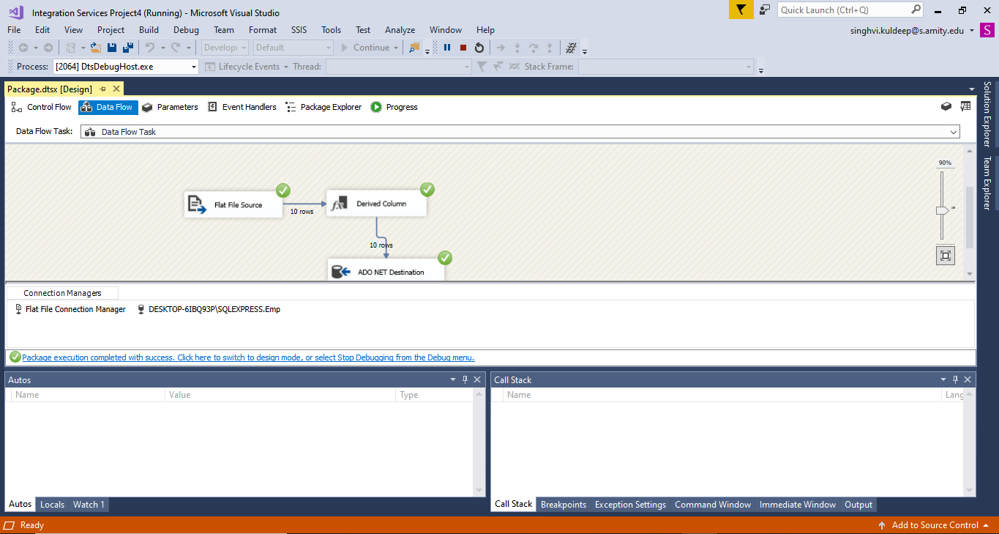 Integration Services Project4 (Running) - Microsoft Visual Studio
Quick Launch (Ctrl+Q)
File Edit View Project Build Debug Team Format SSIS Tools Test Analyze Window Help
singhvi.kuldeep@s.amity.edu
S
Develop Default Continue
Process: [2064] DtsDebugHost.exe Lifecycle Events Thread: Stack Frame:
Package.dtsx [Design]
Control Flow Data Flow Parameters Event Handlers Package Explorer Progress
Data Flow Task: Data Flow Task
Solution Explorer
Team Explorer
90%
Flat File Source
10 rows
Derived Column
10 rows
ADO NET Destination
Connection Managers
Flat File Connection Manager DESKTOP-6IBQ93P\SQLEXPRESS.Emp
Package execution completed with success. Click here to switch to design mode, or select Stop Debugging from the Debug menu.
Autos
Name Value Type
Autos Locals Watch 1
Call Stack
Name Lang
Call Stack Breakpoints Exception Settings Command Window Immediate Window Output
Ready
Add to Source Control